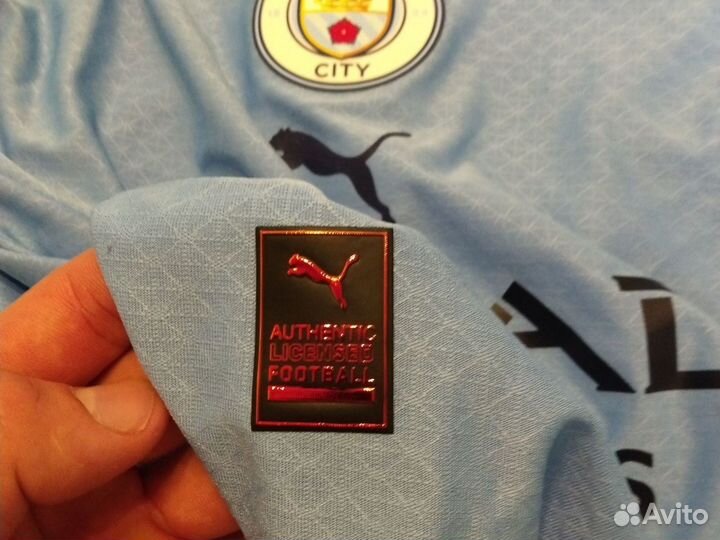 CITY
AUTHENTIC
LICENSED
FOOTBALL
Avito